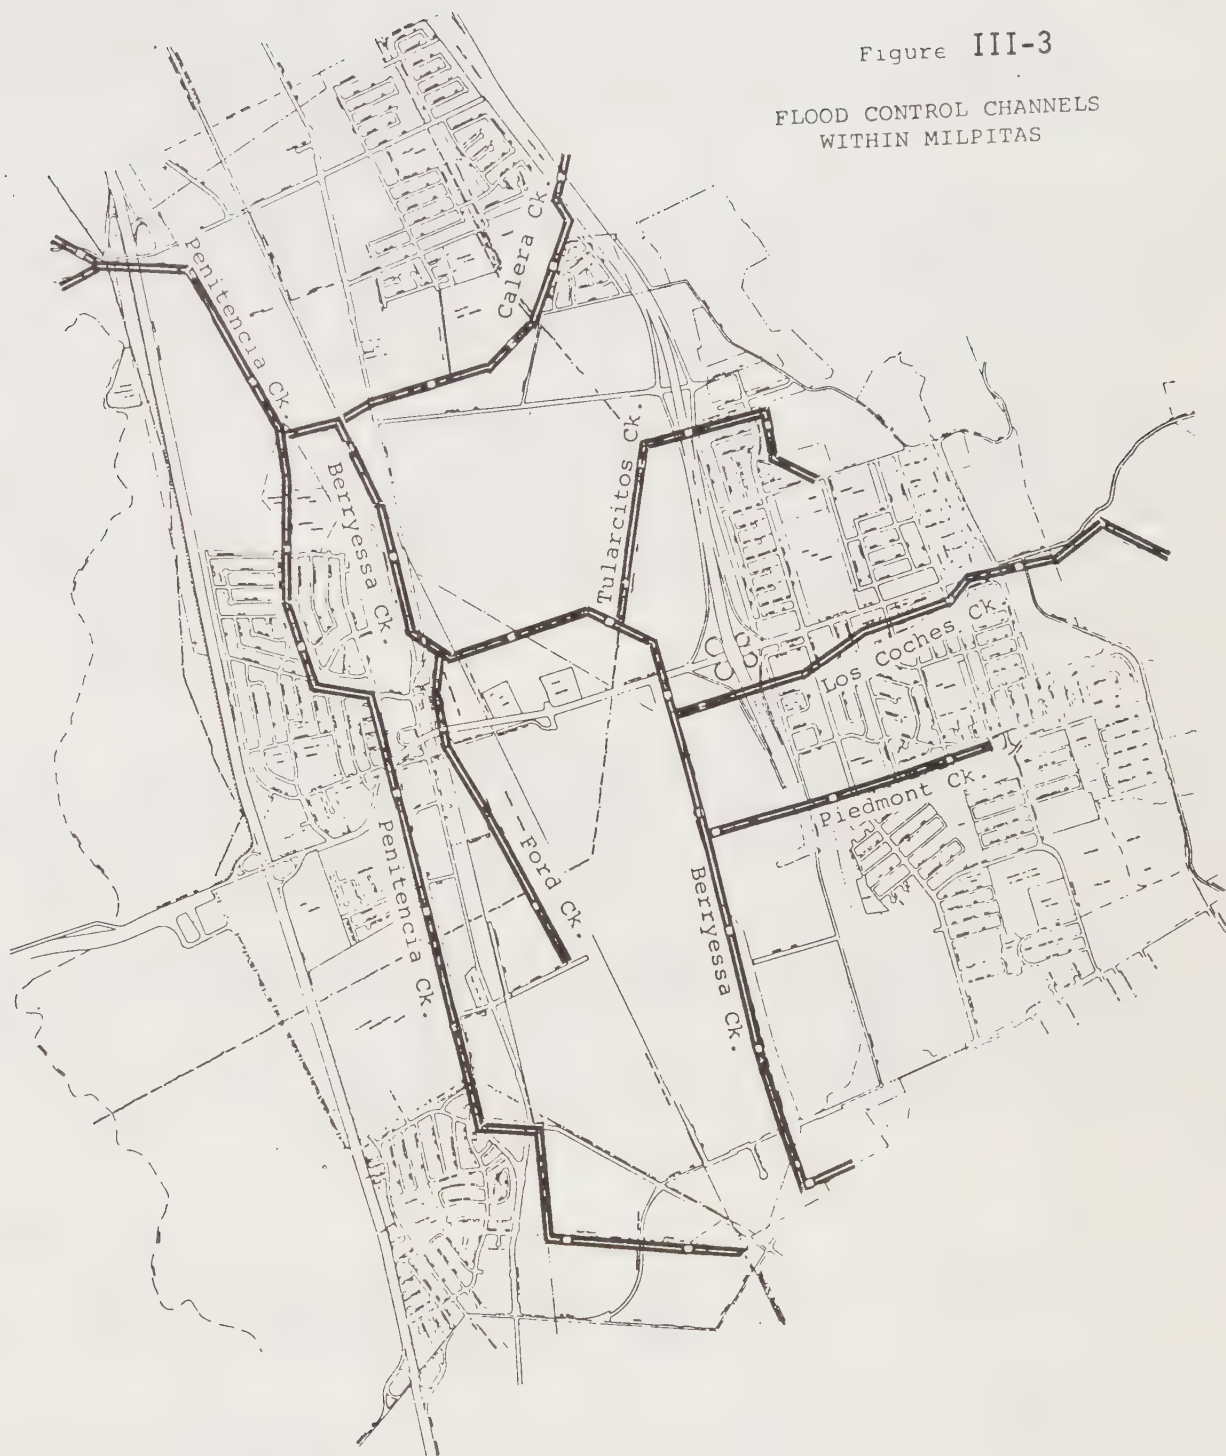 Figure III-3
FLOOD CONTROL CHANNELS
WITHIN MILPITAS
Calera Ck.
Penitencia Ck.
Berryessa Ck.
Tularcitos Ck.
Los Coches Ck.
Piedmont Ck.
Ford Ck.
Penitencia Ck.
Berryessa Ck.